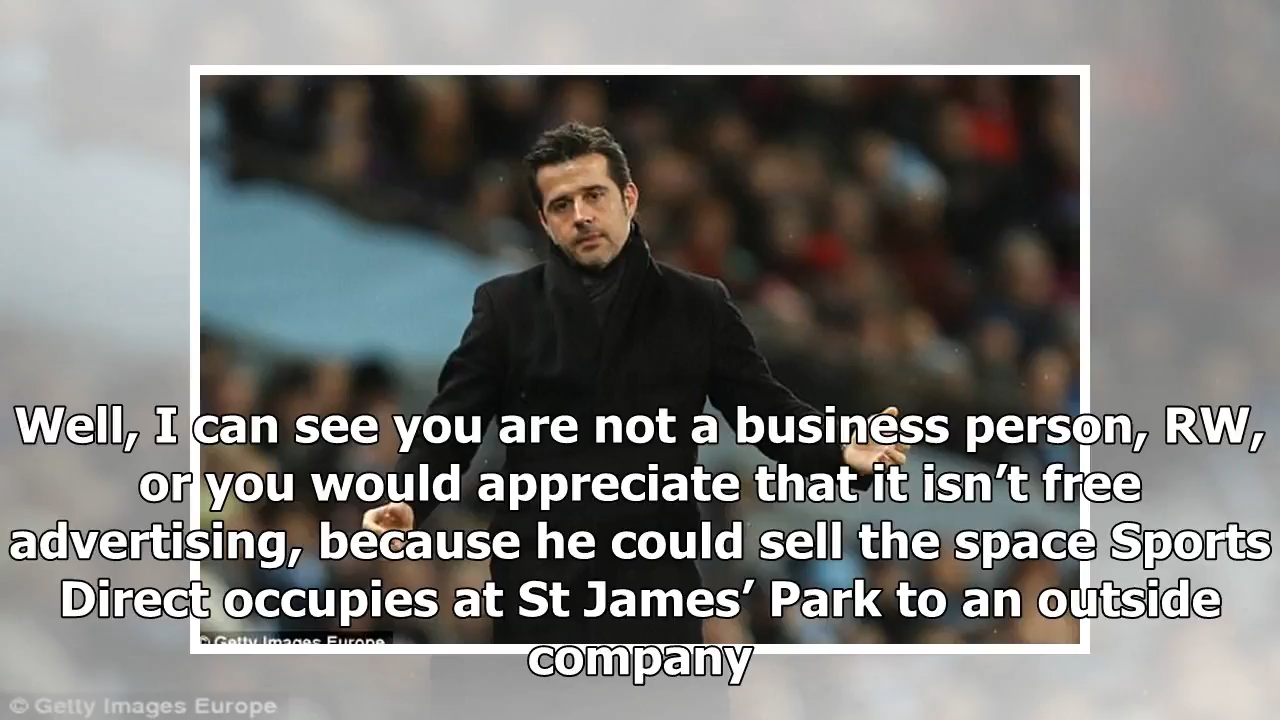 Well, I can see you are not a business person, RW,
or you would appreciate that it isn’t free
advertising, because he could sell the space Sports
Direct occupies at St James’ Park to an outside
company
© Getty Images Europe
© Getty Images Europe